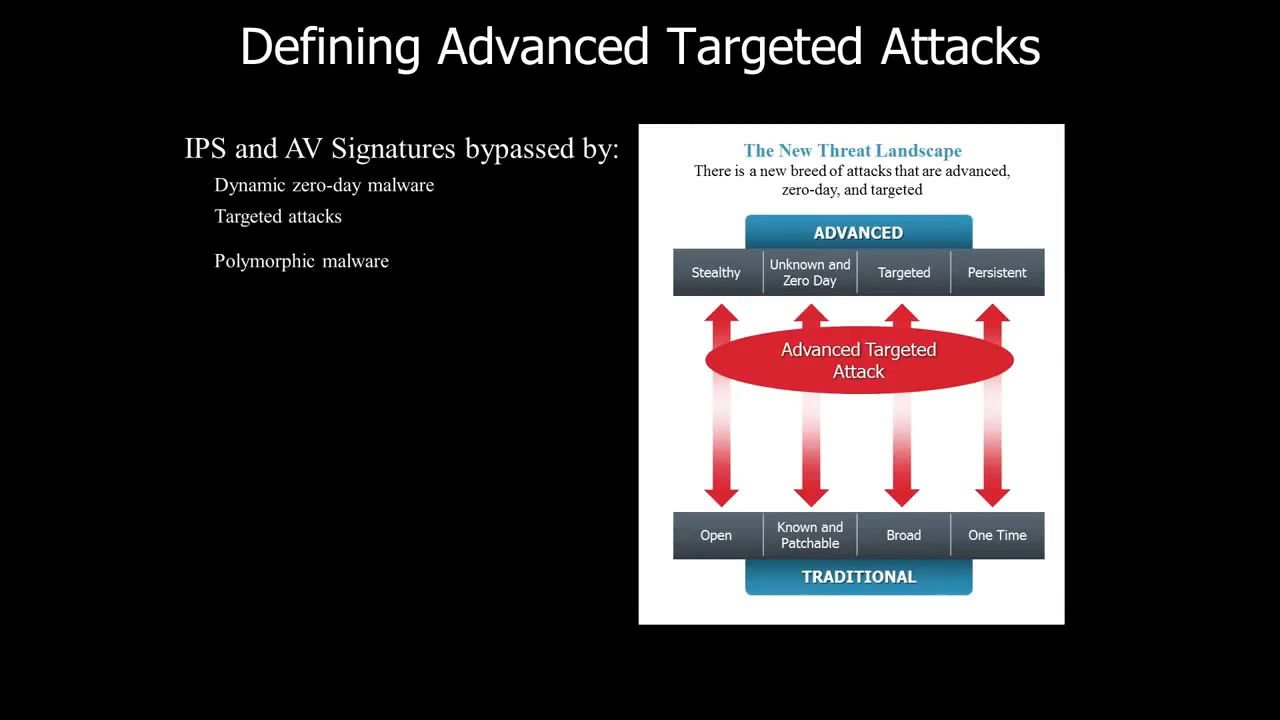 Defining Advanced Targeted Attacks
IPS and AV Signatures bypassed by:
Dynamic zero-day malware
Targeted attacks
Polymorphic malware
The New Threat Landscape
There is a new breed of attacks that are advanced,
zero-day, and targeted
ADVANCED
Stealthy
Unknown and
Zero Day
Targeted
Persistent
Advanced Targeted
Attack
Open
Known and
Patchable
Broad
One Time
TRADITIONAL